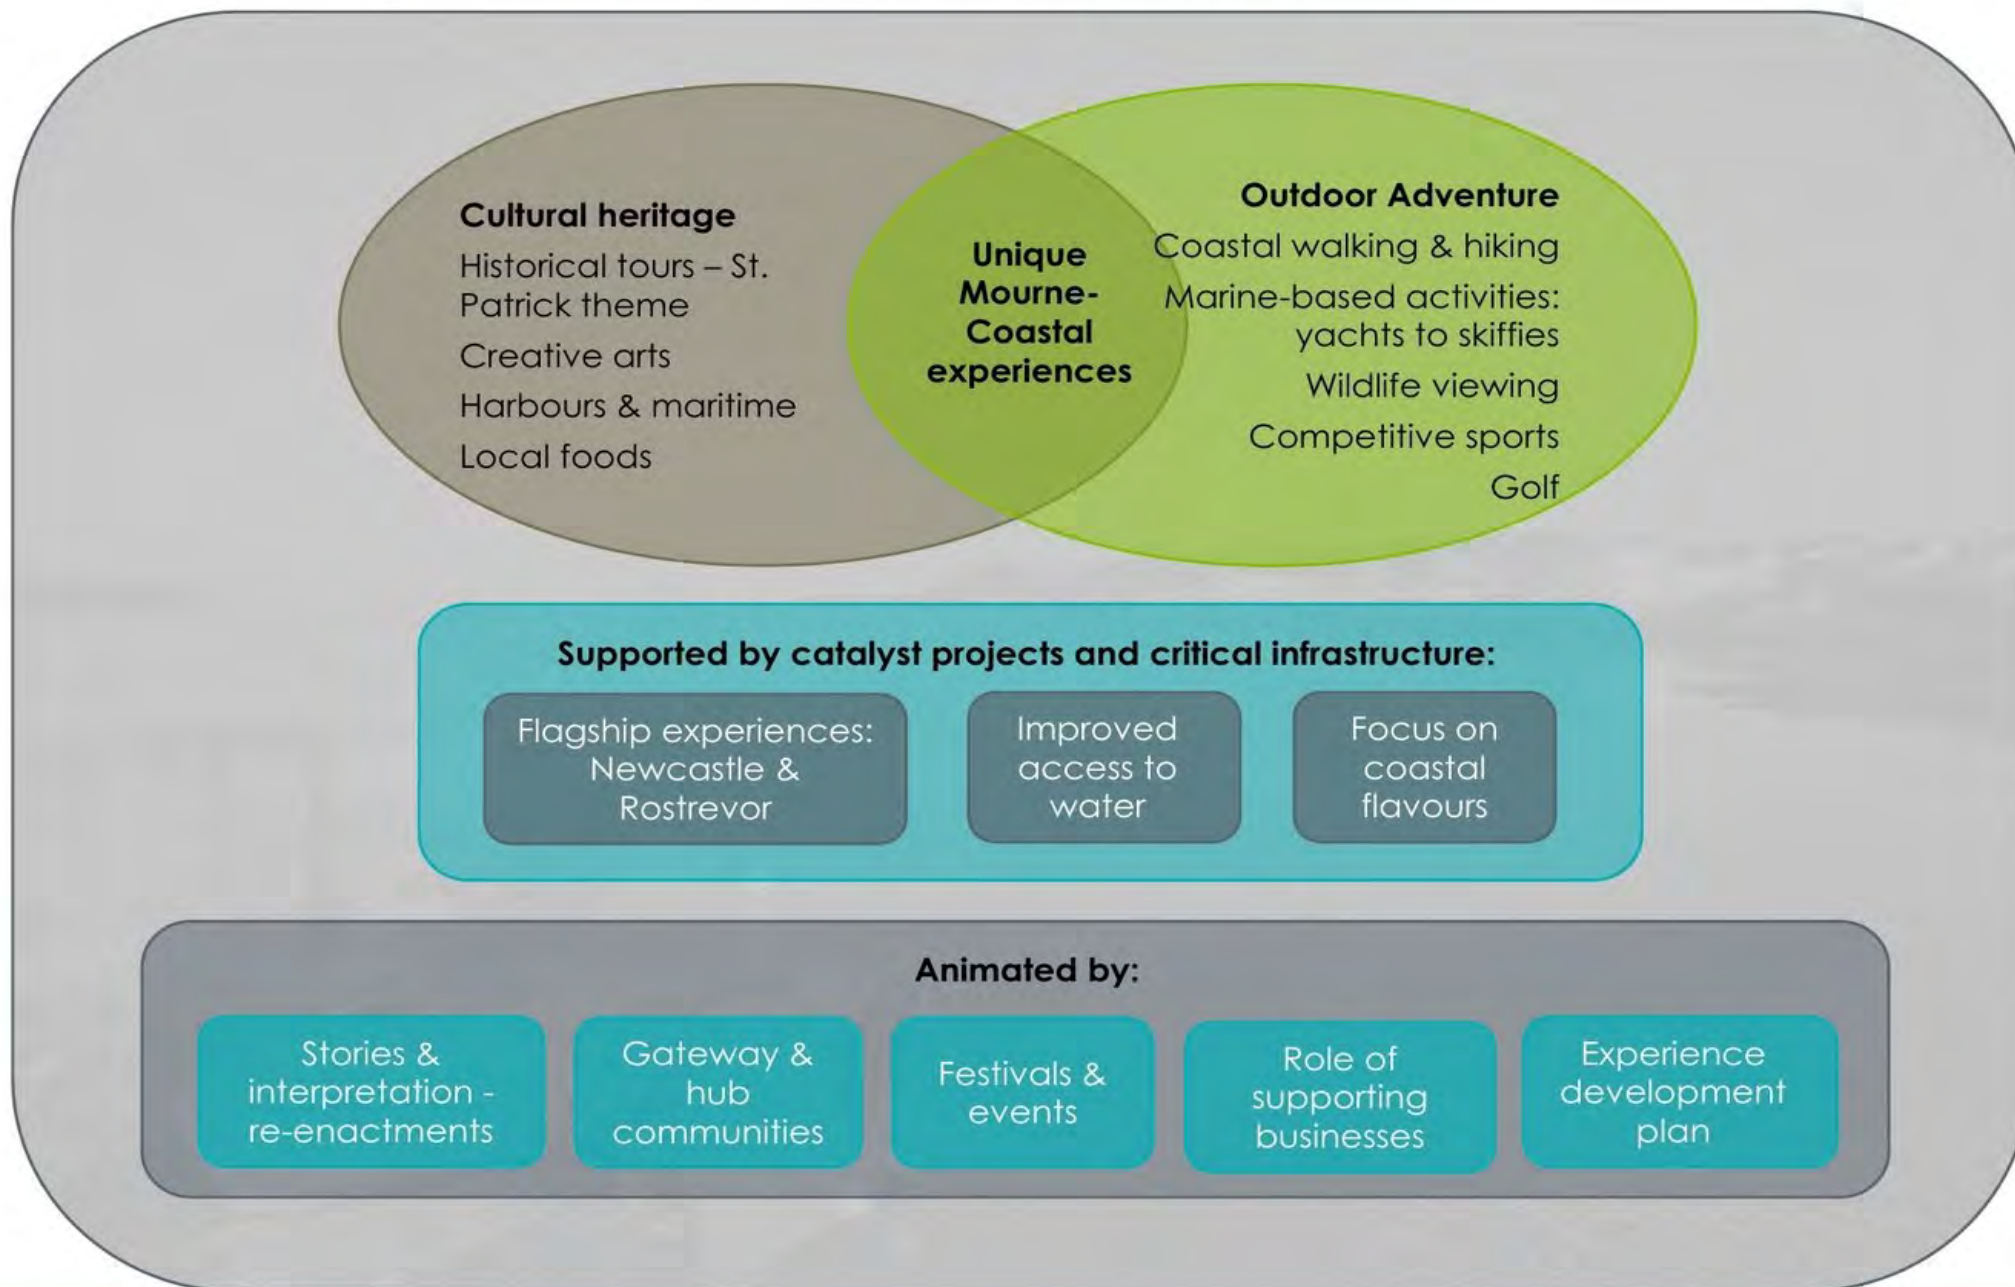 Cultural heritage
Historical tours – St.
Patrick theme
Creative arts
Harbours & maritime
Local foods
Unique
Mourne-
Coastal
experiences
Outdoor Adventure
Coastal walking & hiking
Marine-based activities:
yachts to skiffies
Wildlife viewing
Competitive sports
Golf
Supported by catalyst projects and critical infrastructure:
Flagship experiences:
Newcastle &
Rostrevor
Improved
access to
water
Focus on
coastal
flavours
Animated by:
Stories &
interpretation -
re-enactments
Gateway &
hub
communities
Festivals &
events
Role of
supporting
businesses
Experience
development
plan